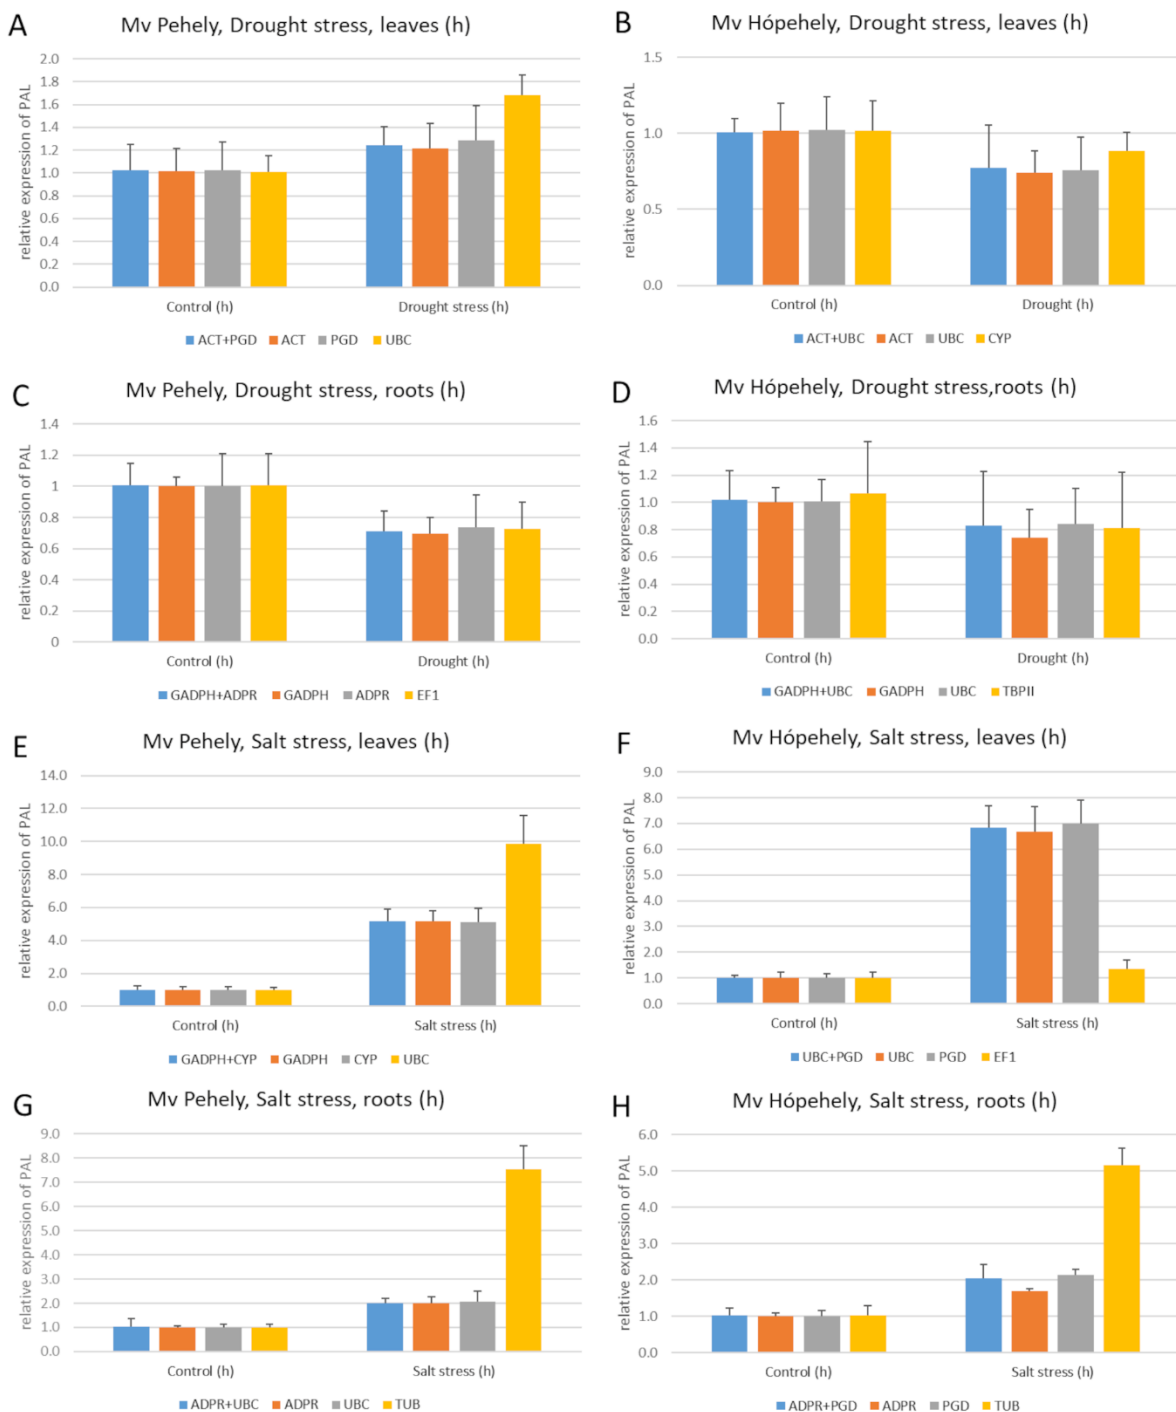 A
Mv Pehely, Drought stress, leaves (h)
relative expression of PAL
2.0
1.8
1.6
1.4
1.2
1.0
0.8
0.6
0.4
0.2
0.0
Control (h)
Drought stress (h)
ACT+PGD ACT PGD UBC
B
Mv Hópehely, Drought stress, leaves (h)
relative expression of PAL
1.5
1.0
0.5
0.0
Control (h)
Drought (h)
ACT+UBC ACT UBC CYP
C
Mv Pehely, Drought stress, roots (h)
relative expression of PAL
1.4
1.2
1
0.8
0.6
0.4
0.2
0
Control (h)
Drought (h)
GADPH+ADPR GADPH ADPR EF1
D
Mv Hópehely, Drought stress,roots (h)
relative expression of PAL
1.6
1.4
1.2
1.0
0.8
0.6
0.4
0.2
0.0
Control (h)
Drought (h)
GADPH+UBC GADPH UBC TBPII
E
Mv Pehely, Salt stress, leaves (h)
relative expression of PAL
14.0
12.0
10.0
8.0
6.0
4.0
2.0
0.0
Control (h)
Salt stress (h)
GADPH+CYP GADPH CYP UBC
F
Mv Hópehely, Salt stress, leaves (h)
relative expression of PAL
9.0
8.0
7.0
6.0
5.0
4.0
3.0
2.0
1.0
0.0
Control (h)
Salt stress (h)
UBC+PGD UBC PGD EF1
G
Mv Pehely, Salt stress, roots (h)
relative expression of PAL
9.0
8.0
7.0
6.0
5.0
4.0
3.0
2.0
1.0
0.0
Control (h)
Salt stress (h)
ADPR+UBC ADPR UBC TUB
H
Mv Hópehely, Salt stress, roots (h)
relative expression of PAL
6.0
5.0
4.0
3.0
2.0
1.0
0.0
Control (h)
Salt stress (h)
ADPR+PGD ADPR PGD TUB